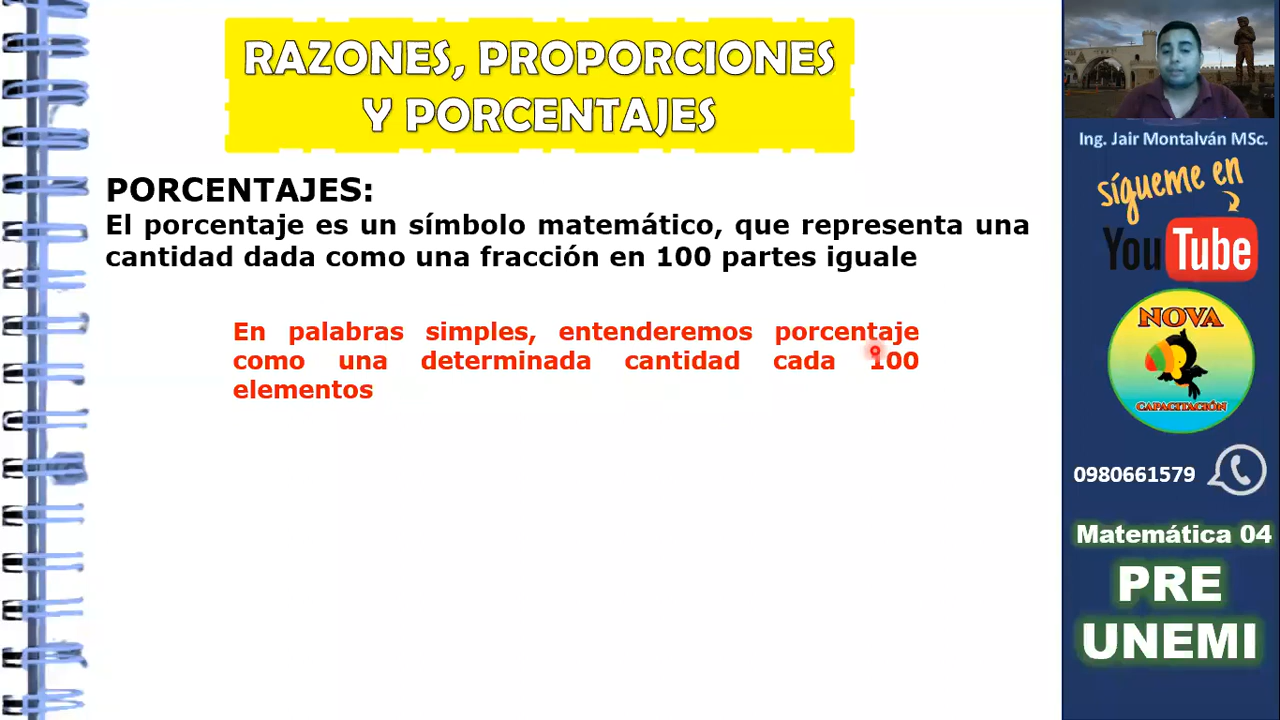 RAZONES, PROPORCIONES
Y PORCENTAJES
PORCENTAJES:
El porcentaje es un símbolo matemático, que representa una
cantidad dada como una fracción en 100 partes iguale
En palabras simples, entenderemos porcentaje
como una determinada cantidad cada 100
elementos
Ing. Jair Montalván MSc.
sígueme en
YouTube
NOVA
CAPACITACIÓN
0980661579
Matemática 04
PRE
UNEMI